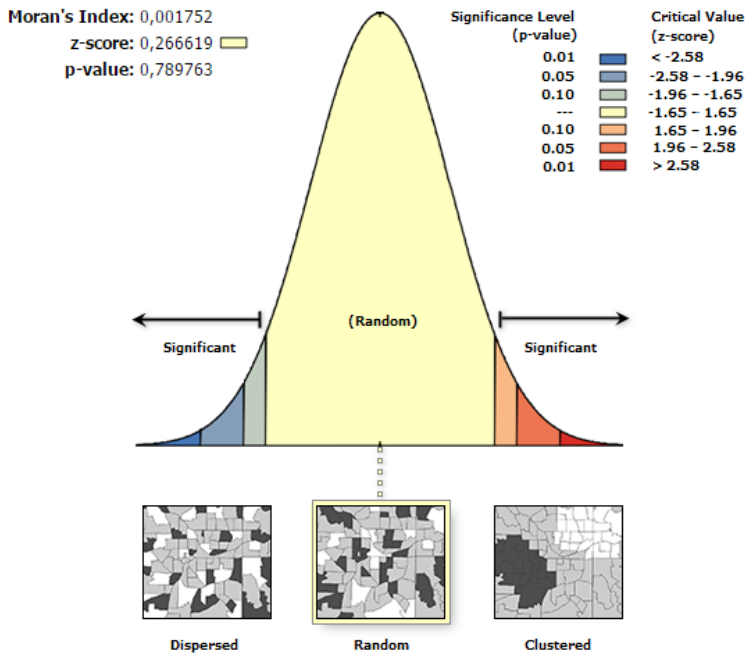 Moran's Index: 0,001752
z-score: 0,266619
p-value: 0,789763
Significance Level
(p-value)
Critical Value
(z-score)
0.01 < -2.58
0.05 -2.58 – -1.96
0.10 -1.96 – -1.65
--- -1.65 – 1.65
0.10 1.65 – 1.96
0.05 1.96 – 2.58
0.01 > 2.58
(Random)
Significant
Significant
Dispersed
Random
Clustered